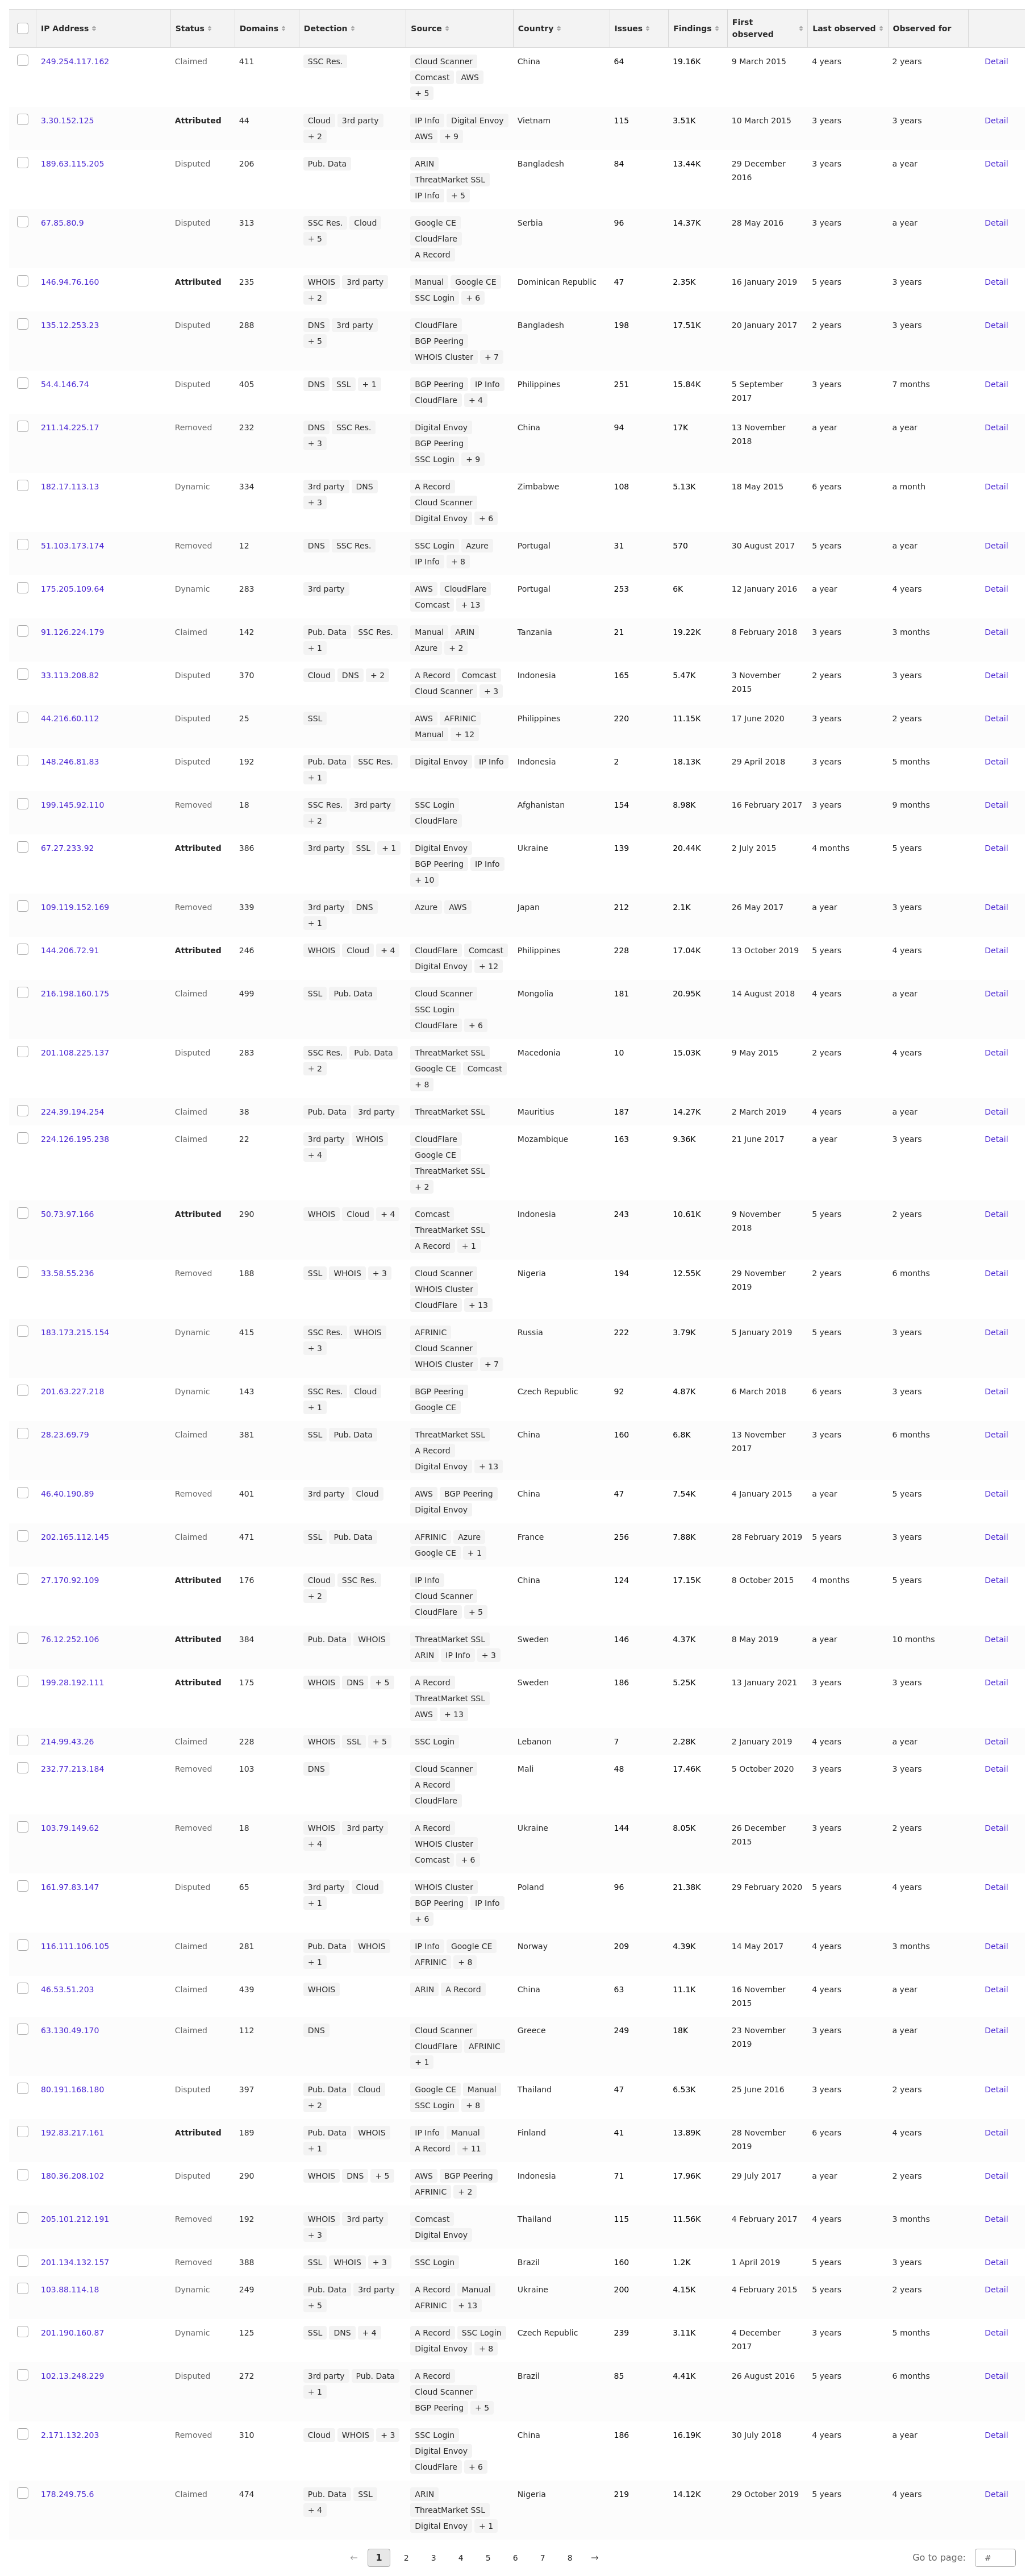 IP Address Status Domains Detection Source Country Issues Findings First observed Last observed Observed for
249.254.117.162 Claimed 411 SSC Res. Cloud Scanner Comcast AWS + 5 China 64 19.16K 9 March 2015 4 years 2 years Detail
3.30.152.125 Attributed 44 Cloud 3rd party + 2 IP Info Digital Envoy AWS + 9 Vietnam 115 3.51K 10 March 2015 3 years 3 years Detail
189.63.115.205 Disputed 206 Pub. Data ARIN ThreatMarket SSL IP Info + 5 Bangladesh 84 13.44K 29 December 2016 3 years a year Detail
67.85.80.9 Disputed 313 SSC Res. Cloud + 5 Google CE CloudFlare A Record Serbia 96 14.37K 28 May 2016 3 years a year Detail
146.94.76.160 Attributed 235 WHOIS 3rd party + 2 Manual Google CE SSC Login + 6 Dominican Republic 47 2.35K 16 January 2019 5 years 3 years Detail
135.12.253.23 Disputed 288 DNS 3rd party + 5 CloudFlare BGP Peering WHOIS Cluster + 7 Bangladesh 198 17.51K 20 January 2017 2 years 3 years Detail
54.4.146.74 Disputed 405 DNS SSL + 1 BGP Peering IP Info CloudFlare + 4 Philippines 251 15.84K 5 September 2017 3 years 7 months Detail
211.14.225.17 Removed 232 DNS SSC Res. + 3 Digital Envoy BGP Peering SSC Login + 9 China 94 17K 13 November 2018 a year a year Detail
182.17.113.13 Dynamic 334 3rd party DNS + 3 A Record Cloud Scanner Digital Envoy + 6 Zimbabwe 108 5.13K 18 May 2015 6 years a month Detail
51.103.173.174 Removed 12 DNS SSC Res. SSC Login Azure IP Info + 8 Portugal 31 570 30 August 2017 5 years a year Detail
175.205.109.64 Dynamic 283 3rd party AWS CloudFlare Comcast + 13 Portugal 253 6K 12 January 2016 a year 4 years Detail
91.126.224.179 Claimed 142 Pub. Data SSC Res. + 1 Manual ARIN Azure + 2 Tanzania 21 19.22K 8 February 2018 3 years 3 months Detail
33.113.208.82 Disputed 370 Cloud DNS + 2 A Record Comcast Cloud Scanner + 3 Indonesia 165 5.47K 3 November 2015 2 years 3 years Detail
44.216.60.112 Disputed 25 SSL AWS AFRINIC Manual + 12 Philippines 220 11.15K 17 June 2020 3 years 2 years Detail
148.246.81.83 Disputed 192 Pub. Data SSC Res. + 1 Digital Envoy IP Info Indonesia 2 18.13K 29 April 2018 3 years 5 months Detail
199.145.92.110 Removed 18 SSC Res. 3rd party + 2 SSC Login CloudFlare Afghanistan 154 8.98K 16 February 2017 3 years 9 months Detail
67.27.233.92 Attributed 386 3rd party SSL + 1 Digital Envoy BGP Peering IP Info + 10 Ukraine 139 20.44K 2 July 2015 4 months 5 years Detail
109.119.152.169 Removed 339 3rd party DNS + 1 Azure AWS Japan 212 2.1K 26 May 2017 a year 3 years Detail
144.206.72.91 Attributed 246 WHOIS Cloud + 4 CloudFlare Comcast Digital Envoy + 12 Philippines 228 17.04K 13 October 2019 5 years 4 years Detail
216.198.160.175 Claimed 499 SSL Pub. Data Cloud Scanner SSC Login CloudFlare + 6 Mongolia 181 20.95K 14 August 2018 4 years a year Detail
201.108.225.137 Disputed 283 SSC Res. Pub. Data + 2 ThreatMarket SSL Google CE Comcast + 8 Macedonia 10 15.03K 9 May 2015 2 years 4 years Detail
224.39.194.254 Claimed 38 Pub. Data 3rd party ThreatMarket SSL Mauritius 187 14.27K 2 March 2019 4 years a year Detail
224.126.195.238 Claimed 22 3rd party WHOIS + 4 CloudFlare Google CE ThreatMarket SSL + 2 Mozambique 163 9.36K 21 June 2017 a year 3 years Detail
50.73.97.166 Attributed 290 WHOIS Cloud + 4 Comcast ThreatMarket SSL A Record + 1 Indonesia 243 10.61K 9 November 2018 5 years 2 years Detail
33.58.55.236 Removed 188 SSL WHOIS + 3 Cloud Scanner WHOIS Cluster CloudFlare + 13 Nigeria 194 12.55K 29 November 2019 2 years 6 months Detail
183.173.215.154 Dynamic 415 SSC Res. WHOIS + 3 AFRINIC Cloud Scanner WHOIS Cluster + 7 Russia 222 3.79K 5 January 2019 5 years 3 years Detail
201.63.227.218 Dynamic 143 SSC Res. Cloud + 1 BGP Peering Google CE Czech Republic 92 4.87K 6 March 2018 6 years 3 years Detail
28.23.69.79 Claimed 381 SSL Pub. Data ThreatMarket SSL A Record Digital Envoy + 13 China 160 6.8K 13 November 2017 3 years 6 months Detail
46.40.190.89 Removed 401 3rd party Cloud AWS BGP Peering Digital Envoy China 47 7.54K 4 January 2015 a year 5 years Detail
202.165.112.145 Claimed 471 SSL Pub. Data AFRINIC Azure Google CE + 1 France 256 7.88K 28 February 2019 5 years 3 years Detail
27.170.92.109 Attributed 176 Cloud SSC Res. + 2 IP Info Cloud Scanner CloudFlare + 5 China 124 17.15K 8 October 2015 4 months 5 years Detail
76.12.252.106 Attributed 384 Pub. Data WHOIS ThreatMarket SSL ARIN IP Info + 3 Sweden 146 4.37K 8 May 2019 a year 10 months Detail
199.28.192.111 Attributed 175 WHOIS DNS + 5 A Record ThreatMarket SSL AWS + 13 Sweden 186 5.25K 13 January 2021 3 years 3 years Detail
214.99.43.26 Claimed 228 WHOIS SSL + 5 SSC Login Lebanon 7 2.28K 2 January 2019 4 years a year Detail
232.77.213.184 Removed 103 DNS Cloud Scanner A Record CloudFlare Mali 48 17.46K 5 October 2020 3 years 3 years Detail
103.79.149.62 Removed 18 WHOIS 3rd party + 4 A Record WHOIS Cluster Comcast + 6 Ukraine 144 8.05K 26 December 2015 3 years 2 years Detail
161.97.83.147 Disputed 65 3rd party Cloud + 1 WHOIS Cluster BGP Peering IP Info + 6 Poland 96 21.38K 29 February 2020 5 years 4 years Detail
116.111.106.105 Claimed 281 Pub. Data WHOIS + 1 IP Info Google CE AFRINIC + 8 Norway 209 4.39K 14 May 2017 4 years 3 months Detail
46.53.51.203 Claimed 439 WHOIS ARIN A Record China 63 11.1K 16 November 2015 4 years a year Detail
63.130.49.170 Claimed 112 DNS Cloud Scanner CloudFlare AFRINIC + 1 Greece 249 18K 23 November 2019 3 years a year Detail
80.191.168.180 Disputed 397 Pub. Data Cloud + 2 Google CE Manual SSC Login + 8 Thailand 47 6.53K 25 June 2016 3 years 2 years Detail
192.83.217.161 Attributed 189 Pub. Data WHOIS + 1 IP Info Manual A Record + 11 Finland 41 13.89K 28 November 2019 6 years 4 years Detail
180.36.208.102 Disputed 290 WHOIS DNS + 5 AWS BGP Peering AFRINIC + 2 Indonesia 71 17.96K 29 July 2017 a year 2 years Detail
205.101.212.191 Removed 192 WHOIS 3rd party + 3 Comcast Digital Envoy Thailand 115 11.56K 4 February 2017 4 years 3 months Detail
201.134.132.157 Removed 388 SSL WHOIS + 3 SSC Login Brazil 160 1.2K 1 April 2019 5 years 3 years Detail
103.88.114.18 Dynamic 249 Pub. Data 3rd party + 5 A Record Manual AFRINIC + 13 Ukraine 200 4.15K 4 February 2015 5 years 2 years Detail
201.190.160.87 Dynamic 125 SSL DNS + 4 A Record SSC Login Digital Envoy + 8 Czech Republic 239 3.11K 4 December 2017 3 years 5 months Detail
102.13.248.229 Disputed 272 3rd party Pub. Data + 1 A Record Cloud Scanner BGP Peering + 5 Brazil 85 4.41K 26 August 2016 5 years 6 months Detail
2.171.132.203 Removed 310 Cloud WHOIS + 3 SSC Login Digital Envoy CloudFlare + 6 China 186 16.19K 30 July 2018 4 years a year Detail
178.249.75.6 Claimed 474 Pub. Data SSL + 4 ARIN ThreatMarket SSL Digital Envoy + 1 Nigeria 219 14.12K 29 October 2019 5 years 4 years Detail
← 1 2 3 4 5 6 7 8 → Go to page: #